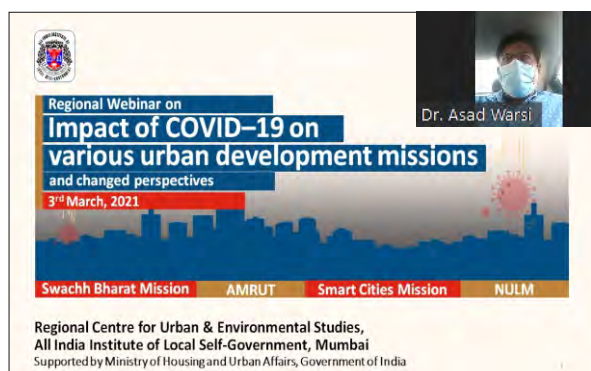 Dr. Asad Warsi
Regional Webinar on
Impact of COVID–19 on
various urban development missions
and changed perspectives
3rd March, 2021
Swachh Bharat Mission AMRUT Smart Cities Mission NULM
Regional Centre for Urban & Environmental Studies,
All India Institute of Local Self-Government, Mumbai
Supported by Ministry of Housing and Urban Affairs, Government of India